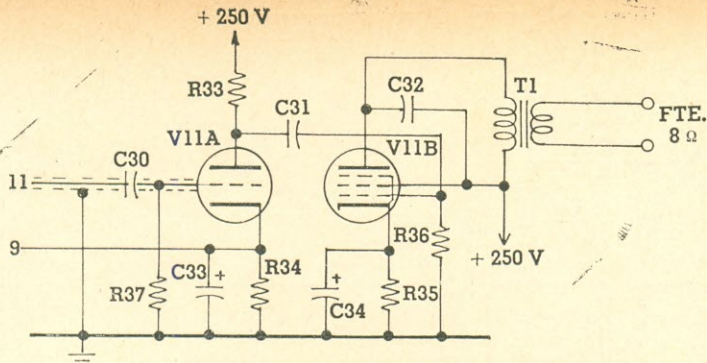 + 250 V
R33
C31
C32
T1
V11A
V11B
FTE.
8 Ω
C30
11
R36
9
+ 250 V
C33
+
R34
+
R37
C34
R35